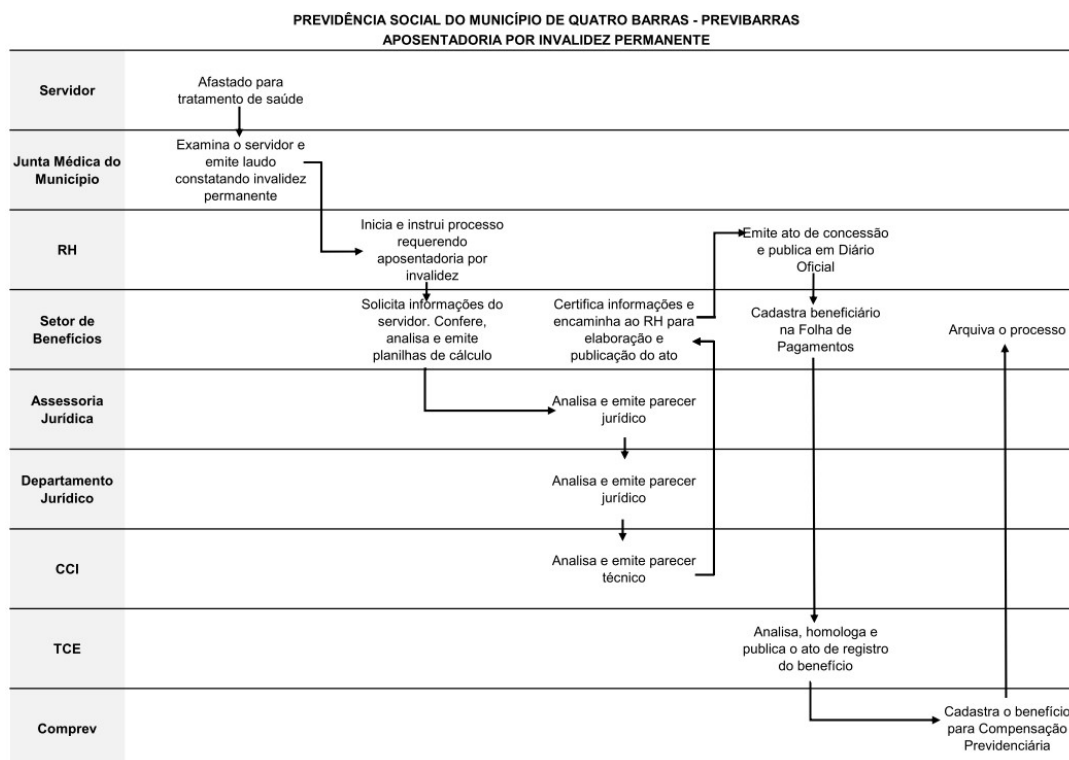 PREVIDÊNCIA SOCIAL DO MUNICÍPIO DE QUATRO BARRAS - PREVIBARRAS
APOSENTADORIA POR INVALIDEZ PERMANENTE
Servidor
Afastado para
tratamento de saúde
Junta Médica do
Município
Examina o servidor e
emite laudo
constatando invalidez
permanente
RH
Inicia e instrui processo
requerendo
aposentadoria por
invalidez
Emite ato de concessão
e publica em Diário
Oficial
Setor de
Benefícios
Solicita informações do
servidor. Confere,
analisa e emite
planilhas de cálculo
Certifica informações e
encaminha ao RH para
elaboração e
publicação do ato
Cadastra beneficiário
na Folha de
Pagamentos
Arquiva o processo
Assessoria
Jurídica
Analisa e emite parecer
jurídico
Departamento
Jurídico
Analisa e emite parecer
jurídico
CCI
Analisa e emite parecer
técnico
TCE
Analisa, homologa e
publica o ato de registro
do benefício
Comprev
Cadastra o benefício
para Compensação
Previdenciária